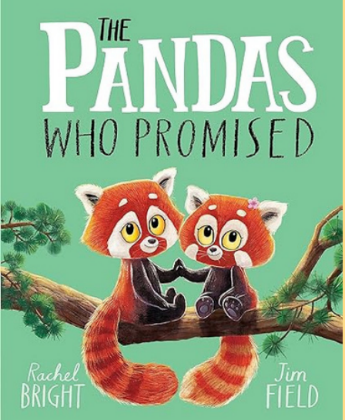 THE
PANDAS
WHO PROMISED
Rachel
BRIGHT
Jim
FIELD